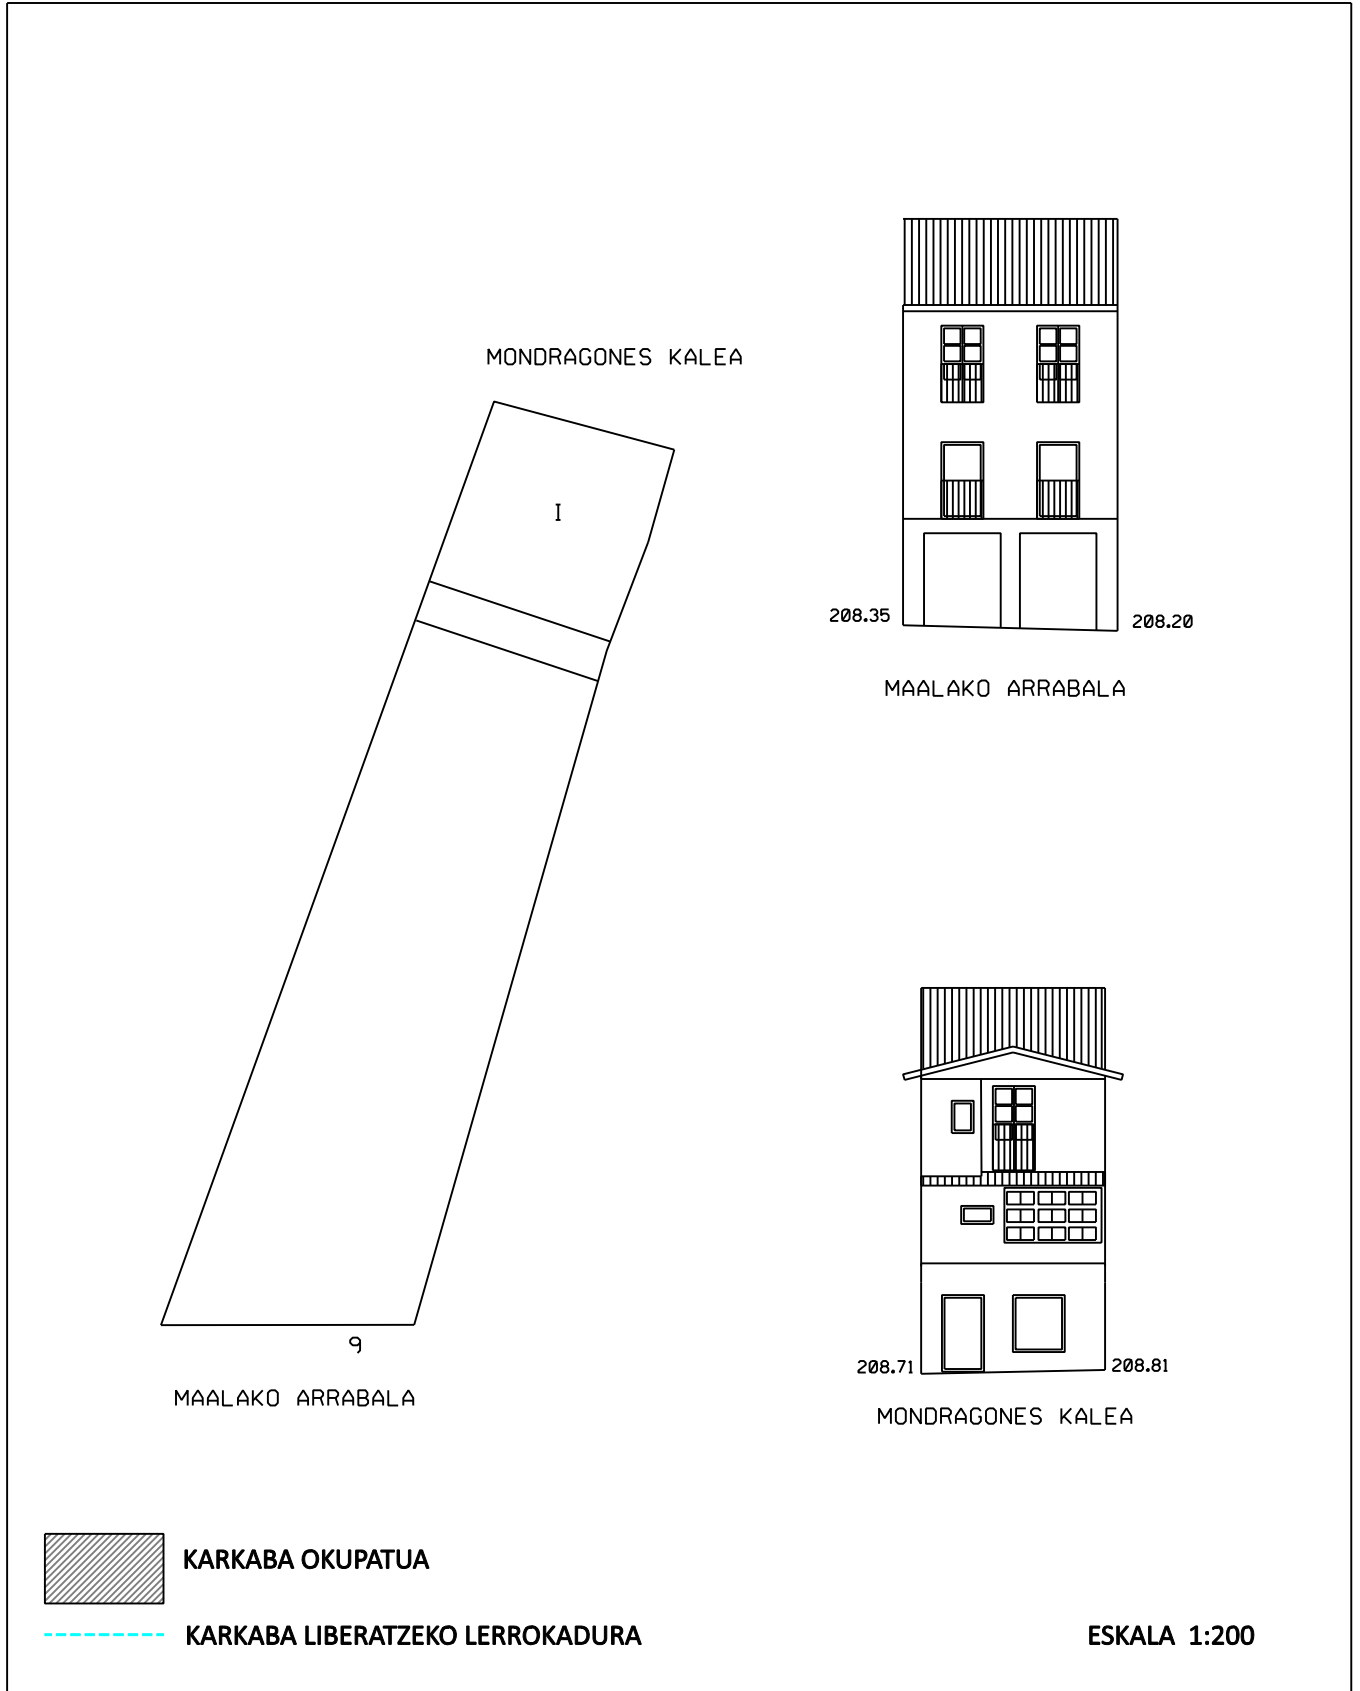 MONDRAGONES KALEA
I
208.35
208.20
MAALAKO ARRABALA
9
MAALAKO ARRABALA
208.71
208.81
MONDRAGONES KALEA
KARKABA OKUPATUA
KARKABA LIBERATZEKO LERROKADURA
ESKALA 1:200